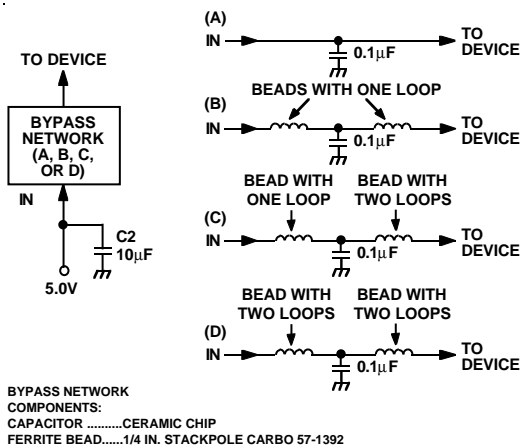 TO DEVICE
BYPASS
NETWORK
(A, B, C,
OR D)
IN
C2
10μF
5.0V
(A)
IN
0.1μF
TO
DEVICE
BEADS WITH ONE LOOP
(B)
IN
0.1μF
TO
DEVICE
BEAD WITH
ONE LOOP
BEAD WITH
TWO LOOPS
(C)
IN
0.1μF
TO
DEVICE
BEAD WITH
TWO LOOPS
BEAD WITH
TWO LOOPS
(D)
IN
0.1μF
TO
DEVICE
BYPASS NETWORK
COMPONENTS:
CAPACITOR ..........CERAMIC CHIP
FERRITE BEAD......1/4 IN. STACKPOLE CARBO 57-1392